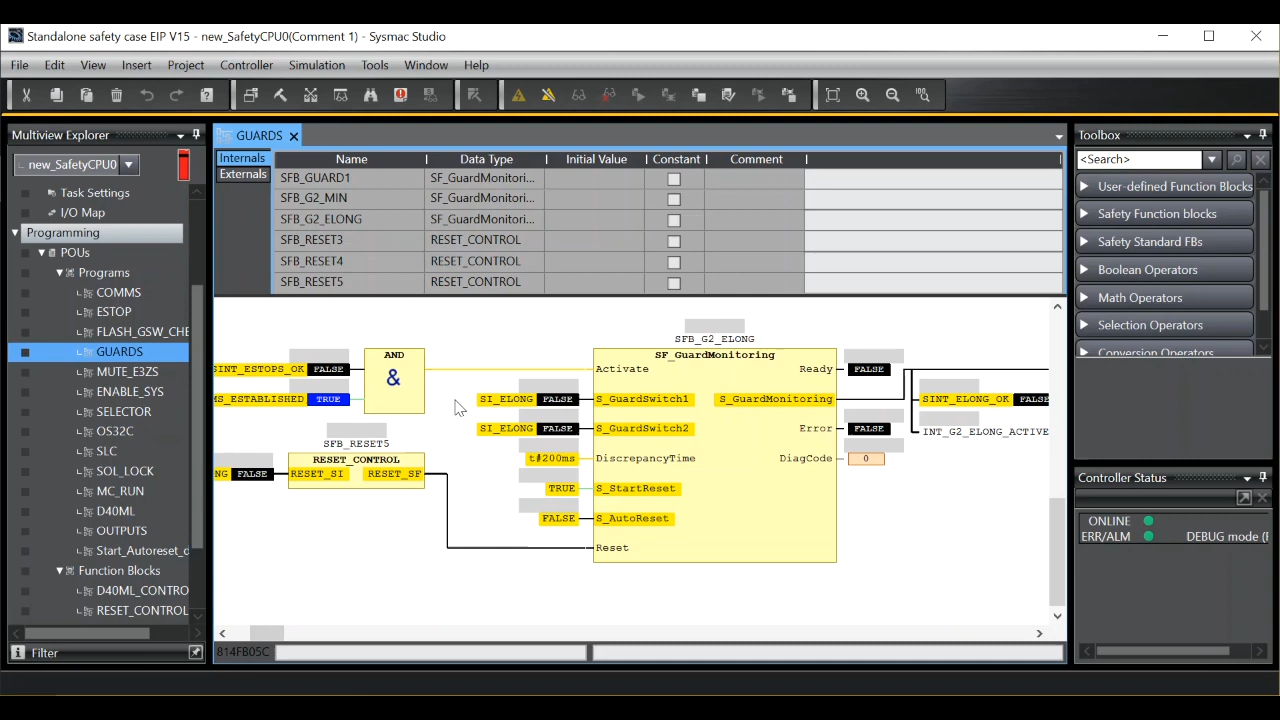 Standalone safety case EIP V15 - new_SafetyCPU0(Comment 1) - Sysmac Studio
File Edit View Insert Project Controller Simulation Tools Window Help
Multiview Explorer
new_SafetyCPU0
Task Settings
I/O Map
Programming
POUs
Programs
COMMS
ESTOP
FLASH_GSW_CHE
GUARDS
MUTE_E3ZS
ENABLE_SYS
SELECTOR
OS32C
SLC
SOL_LOCK
MC_RUN
D40ML
OUTPUTS
Start_Autoreset_d
Function Blocks
D40ML_CONTRO
RESET_CONTROL
Filter
GUARDS
Internals
Externals
Name Data Type Initial Value Constant Comment
SFB_GUARD1 SF_GuardMonitori...
SFB_G2_MIN SF_GuardMonitori...
SFB_G2_ELONG SF_GuardMonitori...
SFB_RESET3 RESET_CONTROL
SFB_RESET4 RESET_CONTROL
SFB_RESET5 RESET_CONTROL
SFB_G2_ELONG
AND
&
SF_GuardMonitoring
SINT_ESTOPS_OK FALSE
Activate
Ready FALSE
MS_ESTABLISHED TRUE
SI_ELONG FALSE S_GuardSwitch1
S_GuardMonitoring
SINT_ELONG_OK FALSE
SI_ELONG FALSE S_GuardSwitch2
Error FALSE
INT_G2_ELONG_ACTIVE
SFB_RESET5
RESET_CONTROL
t#200ms DiscrepancyTime
DiagCode 0
NG FALSE RESET_SI RESET_SF
TRUE S_StartReset
FALSE S_AutoReset
Reset
814FB05C
Toolbox
<Search>
User-defined Function Blocks
Safety Function blocks
Safety Standard FBs
Boolean Operators
Math Operators
Selection Operators
Conversion Operators
Controller Status
ONLINE
ERR/ALM DEBUG mode (F